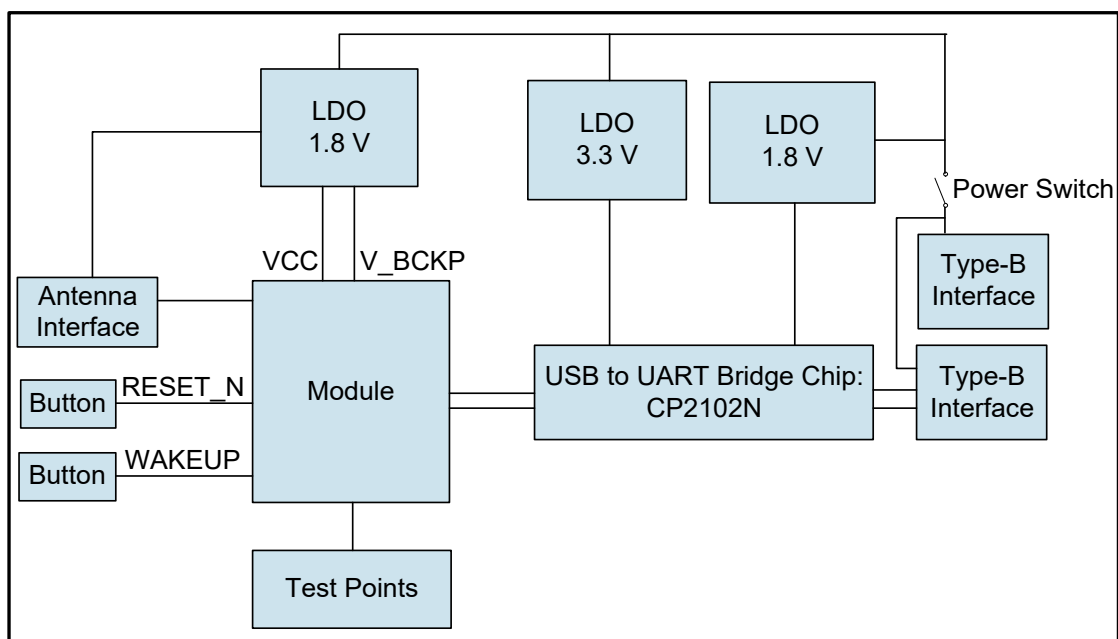 LDO
1.8 V
LDO
3.3 V
LDO
1.8 V
Power Switch
VCC
V_BCKP
Type-B
Interface
Antenna
Interface
Module
USB to UART Bridge Chip:
CP2102N
Type-B
Interface
Button
RESET_N
Button
WAKEUP
Test Points